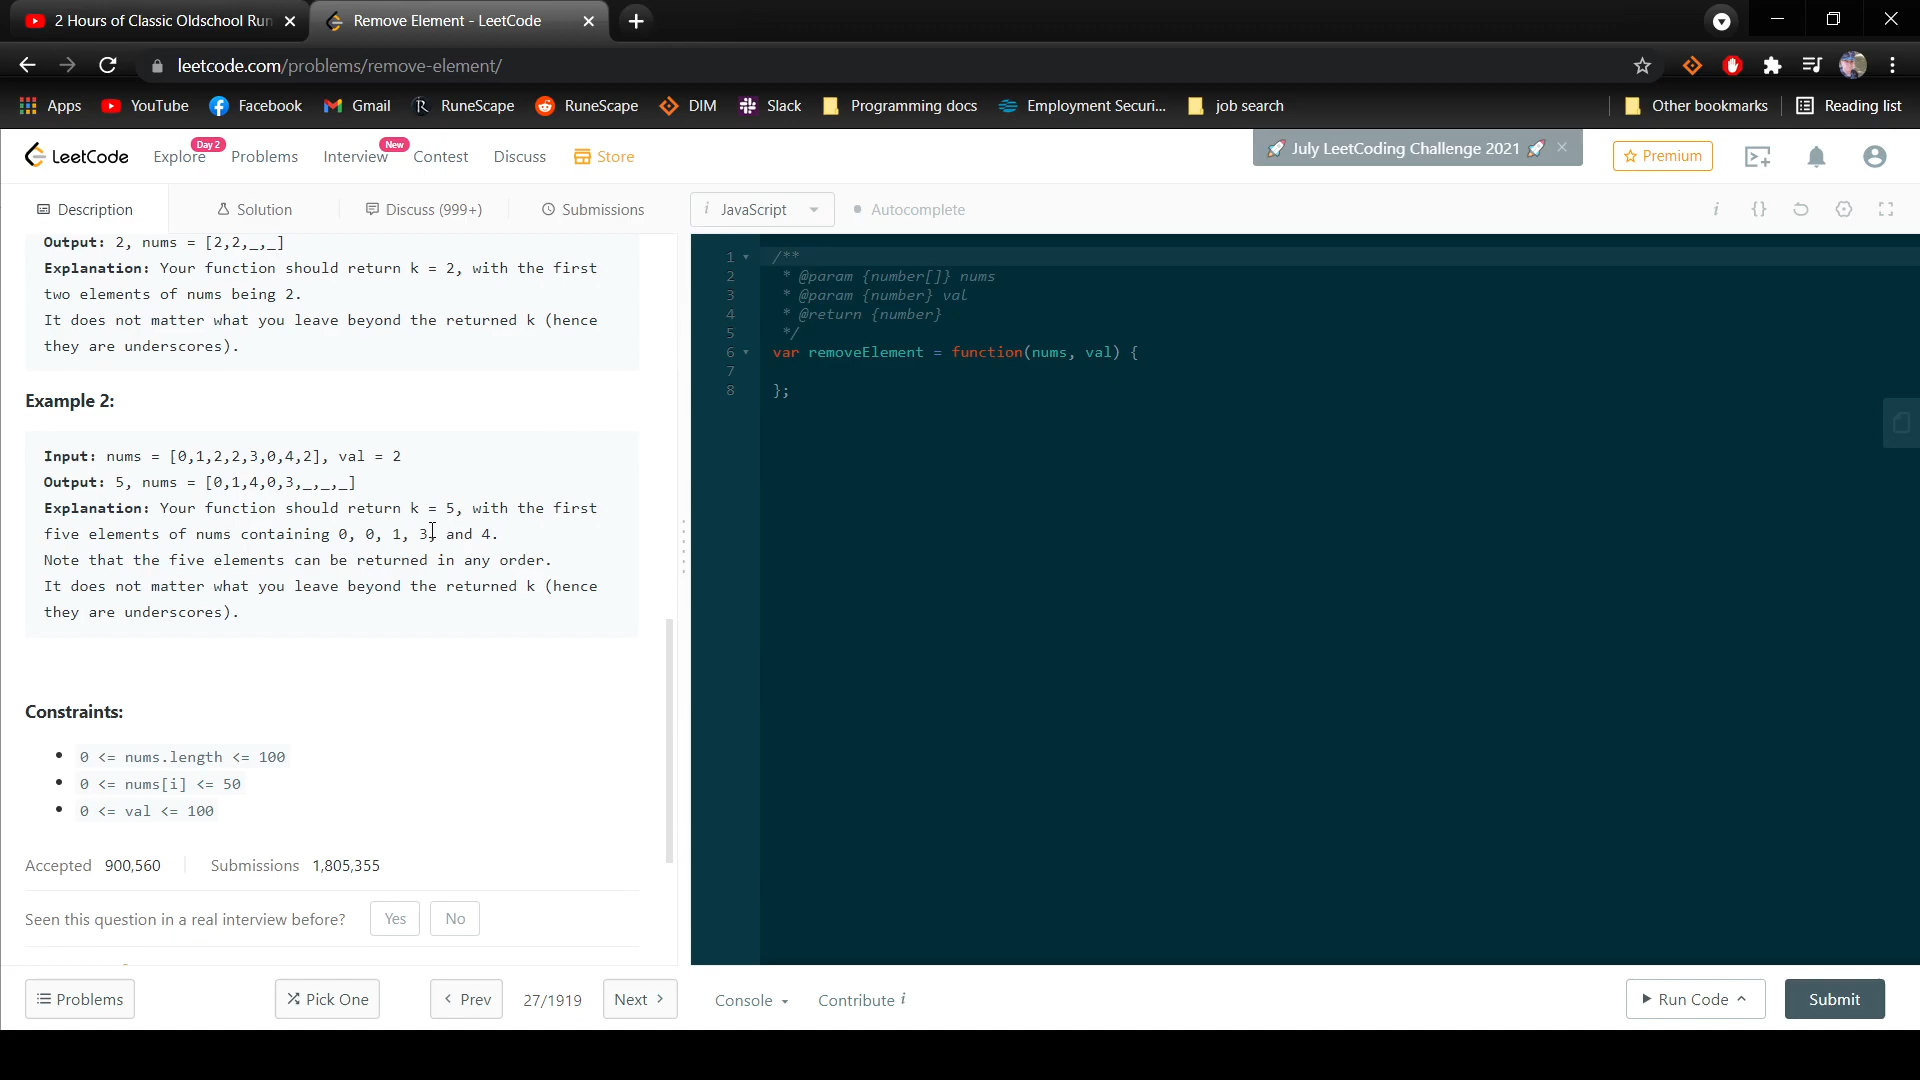 2 Hours of Classic Oldschool Run
Remove Element - LeetCode
leetcode.com/problems/remove-element/
Apps YouTube Facebook Gmail RuneScape RuneScape DIM Slack Programming docs Employment Securi... job search Other bookmarks Reading list
LeetCode Explore Day 2 Problems Interview New Contest Discuss Store July LeetCoding Challenge 2021 Premium
Description Solution Discuss (999+) Submissions i JavaScript Autocomplete i {}
Output: 2, nums = [2,2,_,_]
Explanation: Your function should return k = 2, with the first
two elements of nums being 2.
It does not matter what you leave beyond the returned k (hence
they are underscores).
Example 2:
Input: nums = [0,1,2,2,3,0,4,2], val = 2
Output: 5, nums = [0,1,4,0,3,_,_,_]
Explanation: Your function should return k = 5, with the first
five elements of nums containing 0, 0, 1, 3, and 4.
Note that the five elements can be returned in any order.
It does not matter what you leave beyond the returned k (hence
they are underscores).
Constraints:
0 <= nums.length <= 100
0 <= nums[i] <= 50
0 <= val <= 100
Accepted 900,560 Submissions 1,805,355
Seen this question in a real interview before? Yes No
1 /**
2 * @param {number[]} nums
3 * @param {number} val
4 * @return {number}
5 */
6 var removeElement = function(nums, val) {
7
8 };
Problems Pick One Prev 27/1919 Next Console Contribute i Run Code Submit